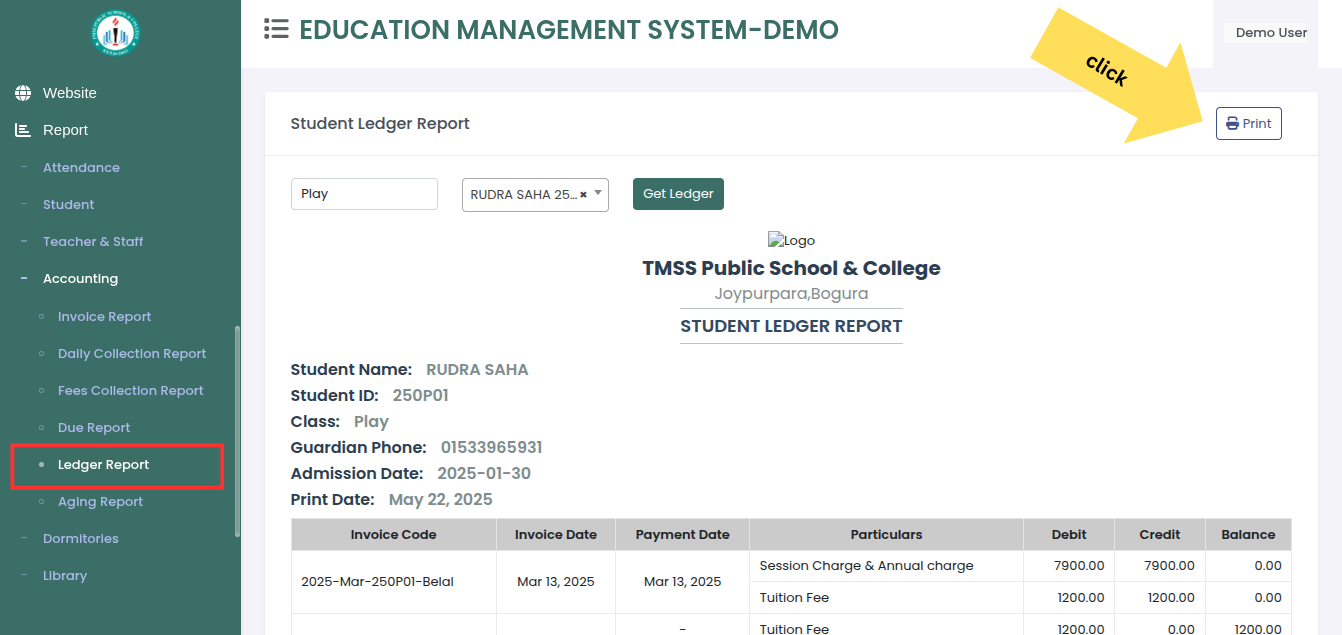 EDUCATION MANAGEMENT SYSTEM-DEMO
Demo User
click
Website
Report
Attendance
Student
Teacher & Staff
Accounting
Invoice Report
Daily Collection Report
Fees Collection Report
Due Report
Ledger Report
Aging Report
Dormitories
Library
Student Ledger Report
Print
Play
RUDRA SAHA 25...
Get Ledger
Logo
TMSS Public School & College
Joypurpara,Bogura
STUDENT LEDGER REPORT
Student Name: RUDRA SAHA
Student ID: 250P01
Class: Play
Guardian Phone: 01533965931
Admission Date: 2025-01-30
Print Date: May 22, 2025
Invoice Code Invoice Date Payment Date Particulars Debit Credit Balance
2025-Mar-250P01-Belal Mar 13, 2025 Mar 13, 2025 Session Charge & Annual charge 7900.00 7900.00 0.00
Tuition Fee 1200.00 1200.00 0.00
- Tuition Fee 1200.00 0.00 1200.00